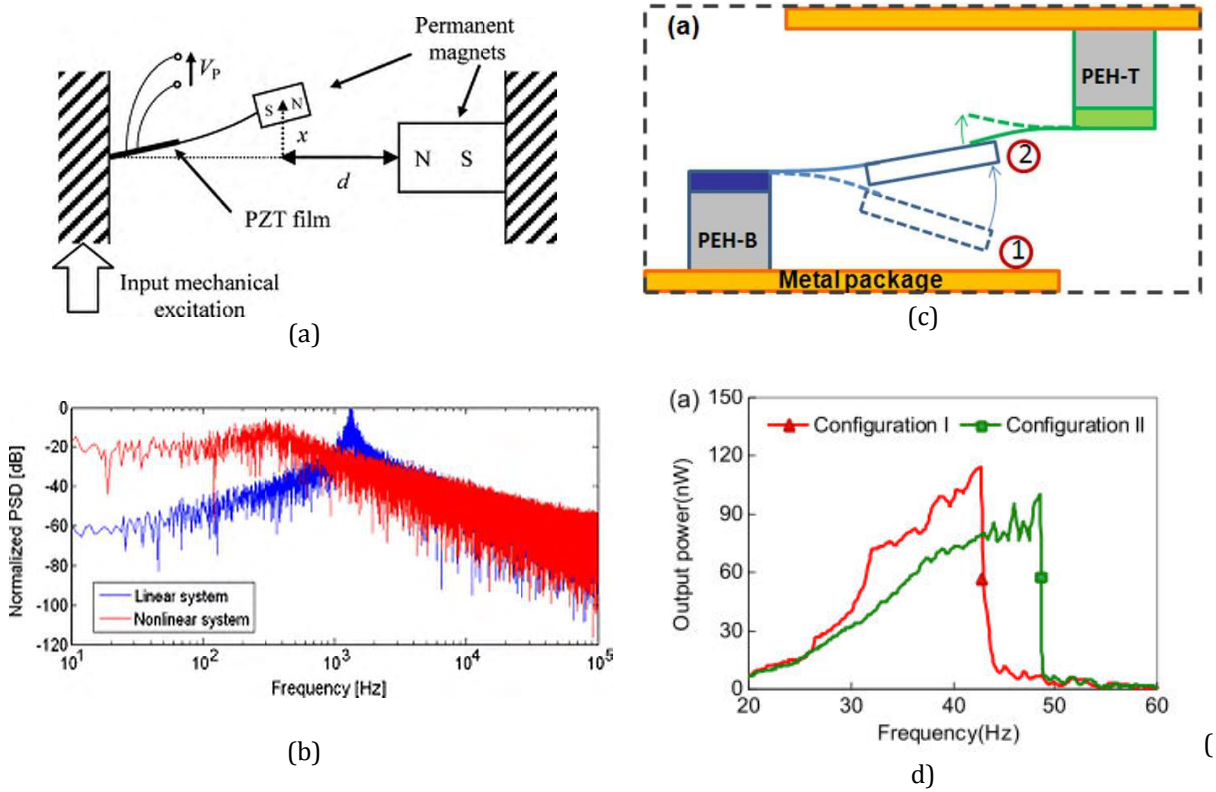 Permanent
magnets
V_P
S N
x
N S
d
PZT film
Input mechanical
excitation
(a)
(a)
PEH-T
2
PEH-B
1
Metal package
(c)
Normalized PSD [dB]
0
-20
-40
-60
-80
-100
-120
Linear system
Nonlinear system
10^1
10^2
10^3
10^4
10^5
Frequency [Hz]
(b)
(a)
Output power(nW)
150
120
90
60
30
0
Configuration I
Configuration II
20
30
40
50
60
Frequency(Hz)
(
d)